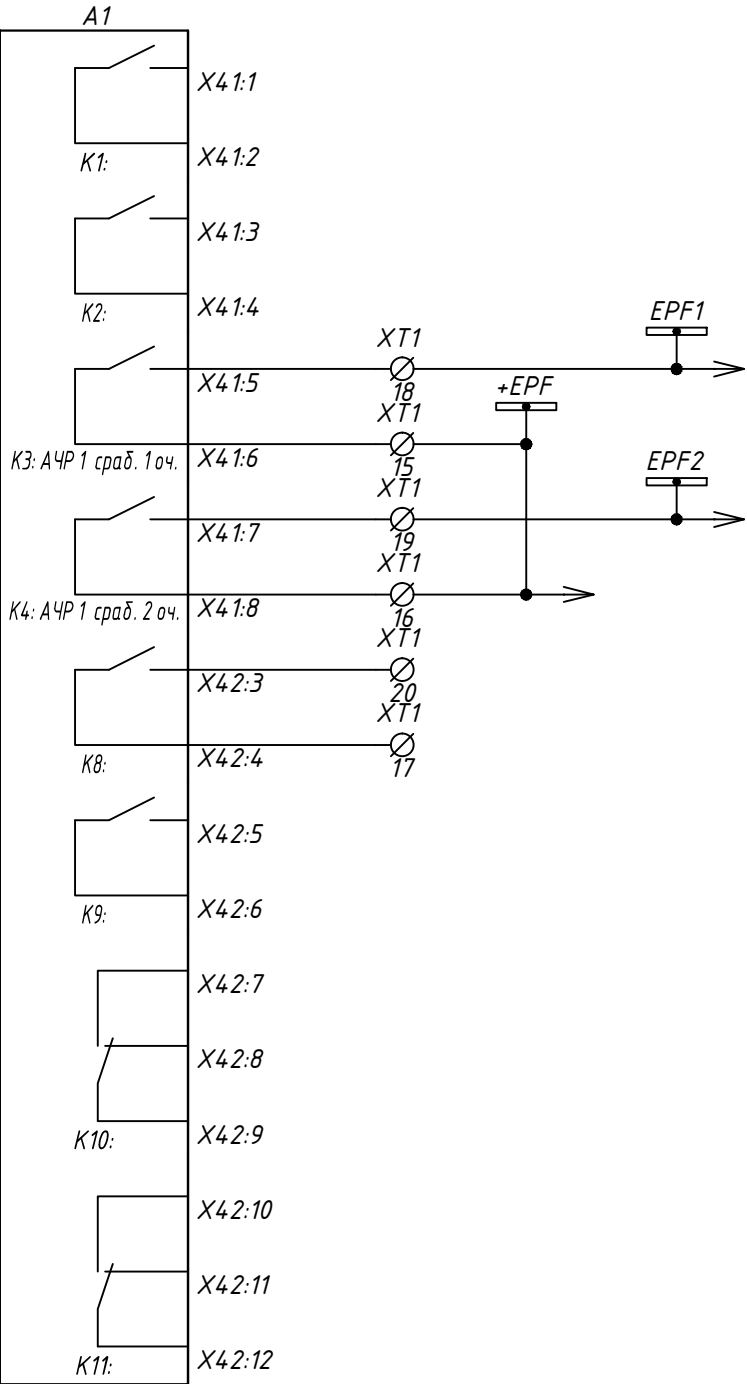 A1
X41:1
K1:
X41:2
X41:3
K2:
X41:4
EPF1
XT1
X41:5
18
+EPF
XT1
K3: АЧР 1 сраб. 1 оч.
X41:6
15
EPF2
XT1
X41:7
19
XT1
K4: АЧР 1 сраб. 2 оч.
X41:8
16
XT1
X42:3
20
XT1
K8:
X42:4
17
X42:5
K9:
X42:6
X42:7
X42:8
K10:
X42:9
X42:10
X42:11
K11:
X42:12